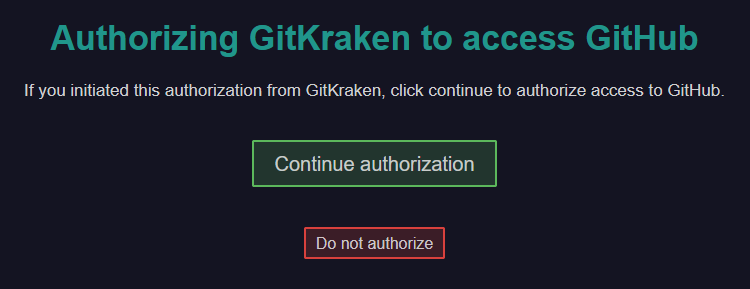 Authorizing GitKraken to access GitHub
If you initiated this authorization from GitKraken, click continue to authorize access to GitHub.
Continue authorization
Do not authorize